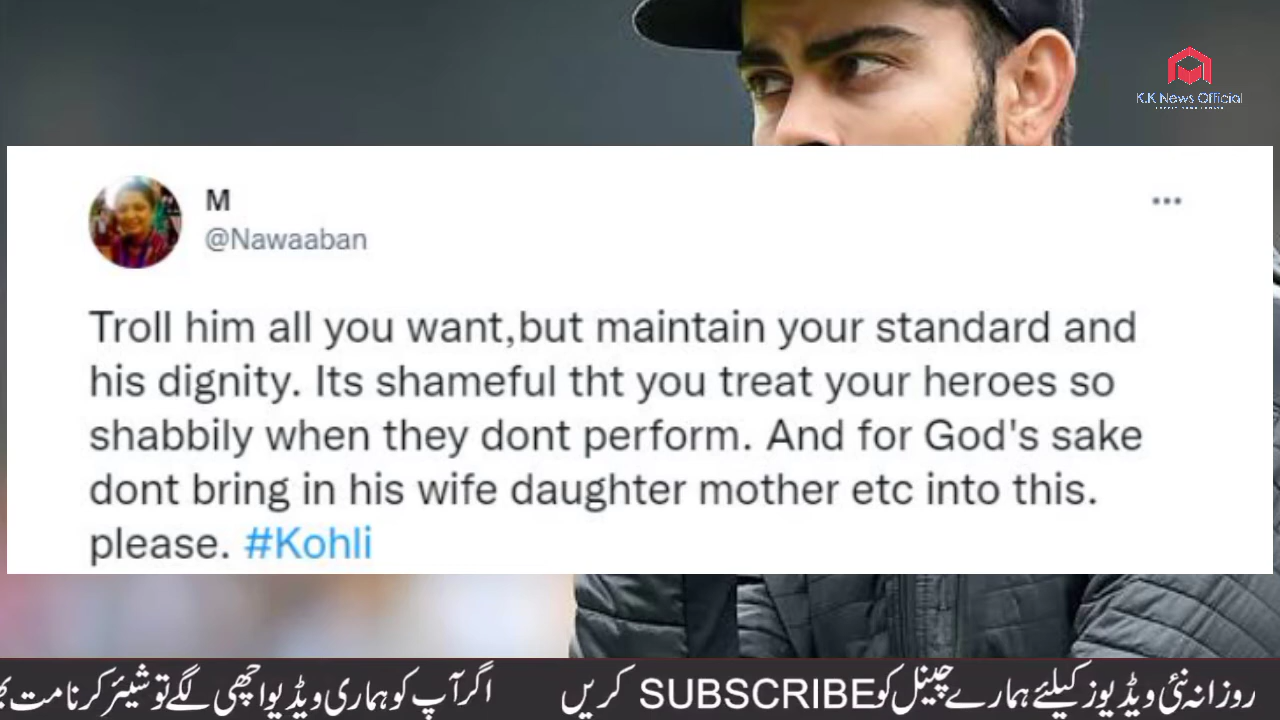 K.K News Official
M
@Nawaaban
Troll him all you want,but maintain your standard and
his dignity. Its shameful tht you treat your heroes so
shabbily when they dont perform. And for God's sake
dont bring in his wife daughter mother etc into this.
please. #Kohli
روزانہ نئی ویڈیوز کیلئے ہمارے چینل کو SUBSCRIBE کریں اگر آپ کو ہماری ویڈیو اچھی لگے تو شیئر کرنا مت